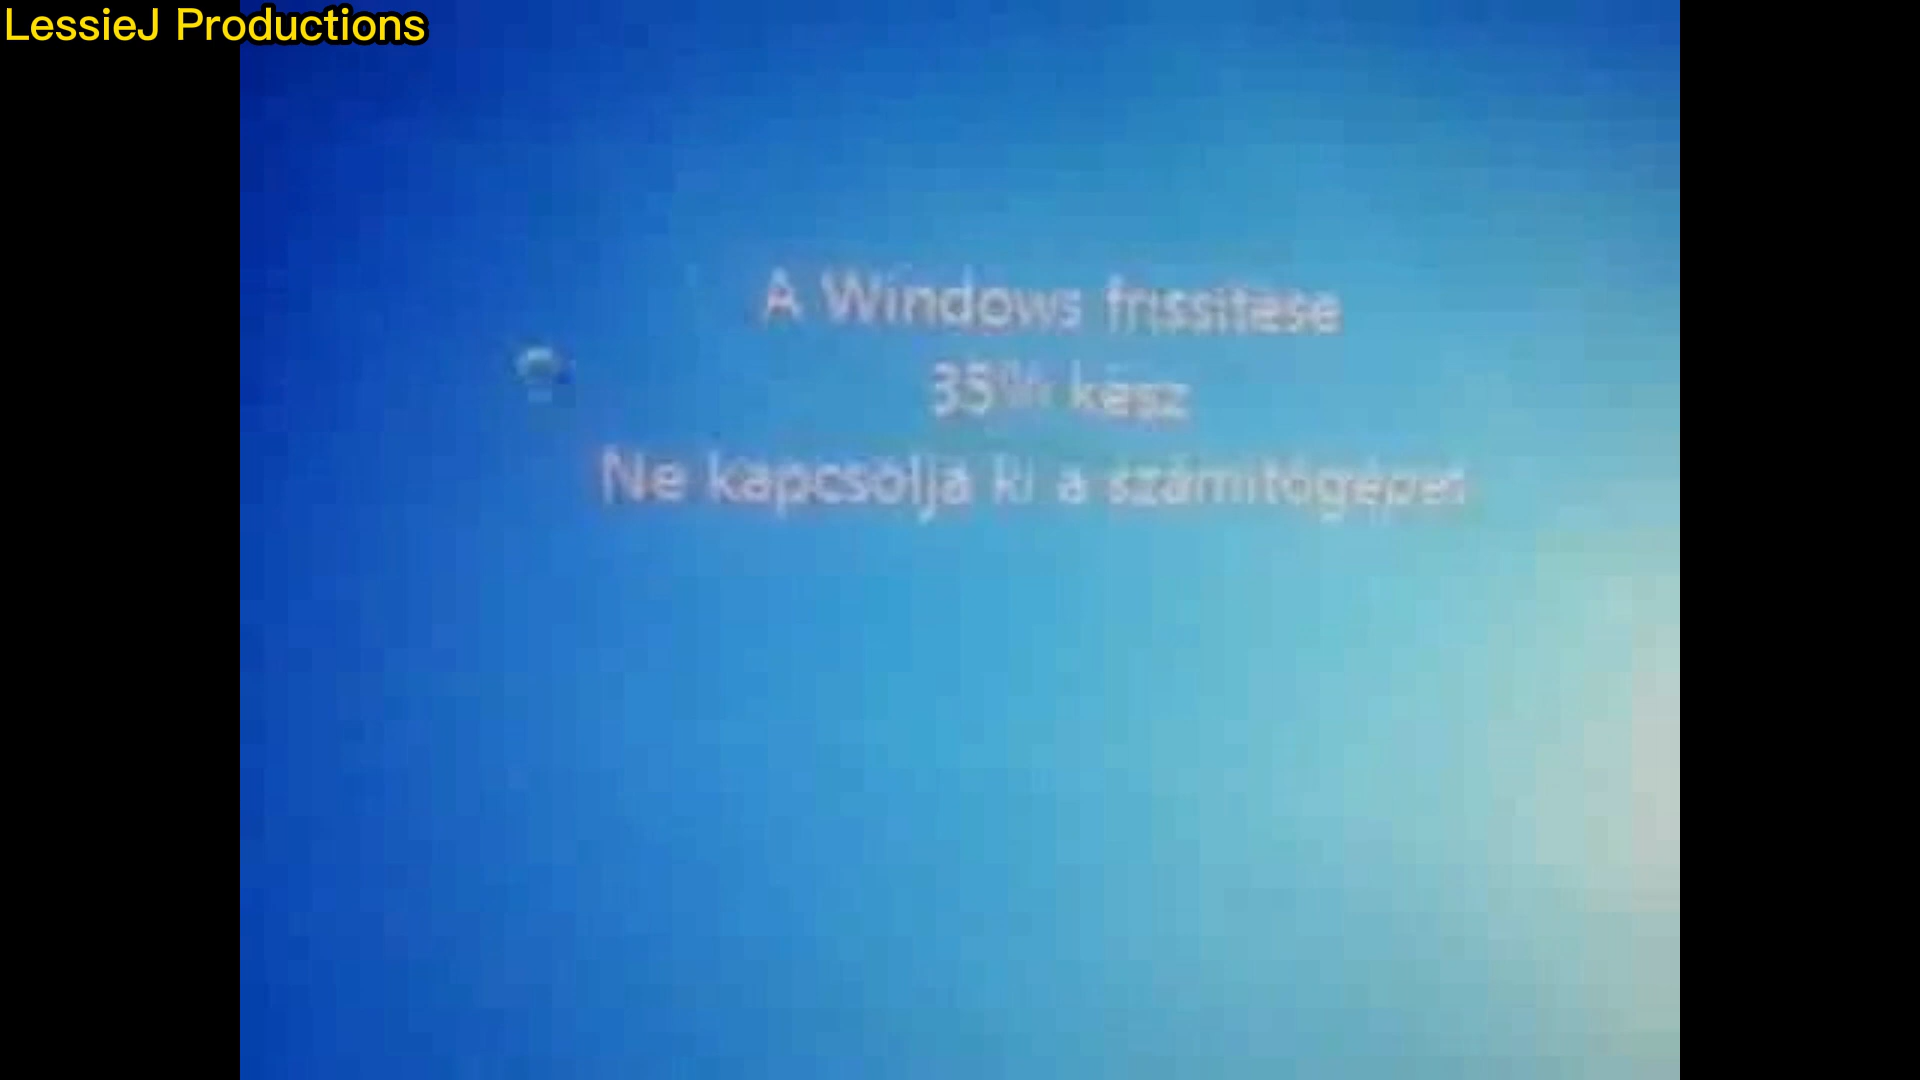 LessieJ Productions
A Windows frissítése
35% kész
Ne kapcsolja ki a számítógépet